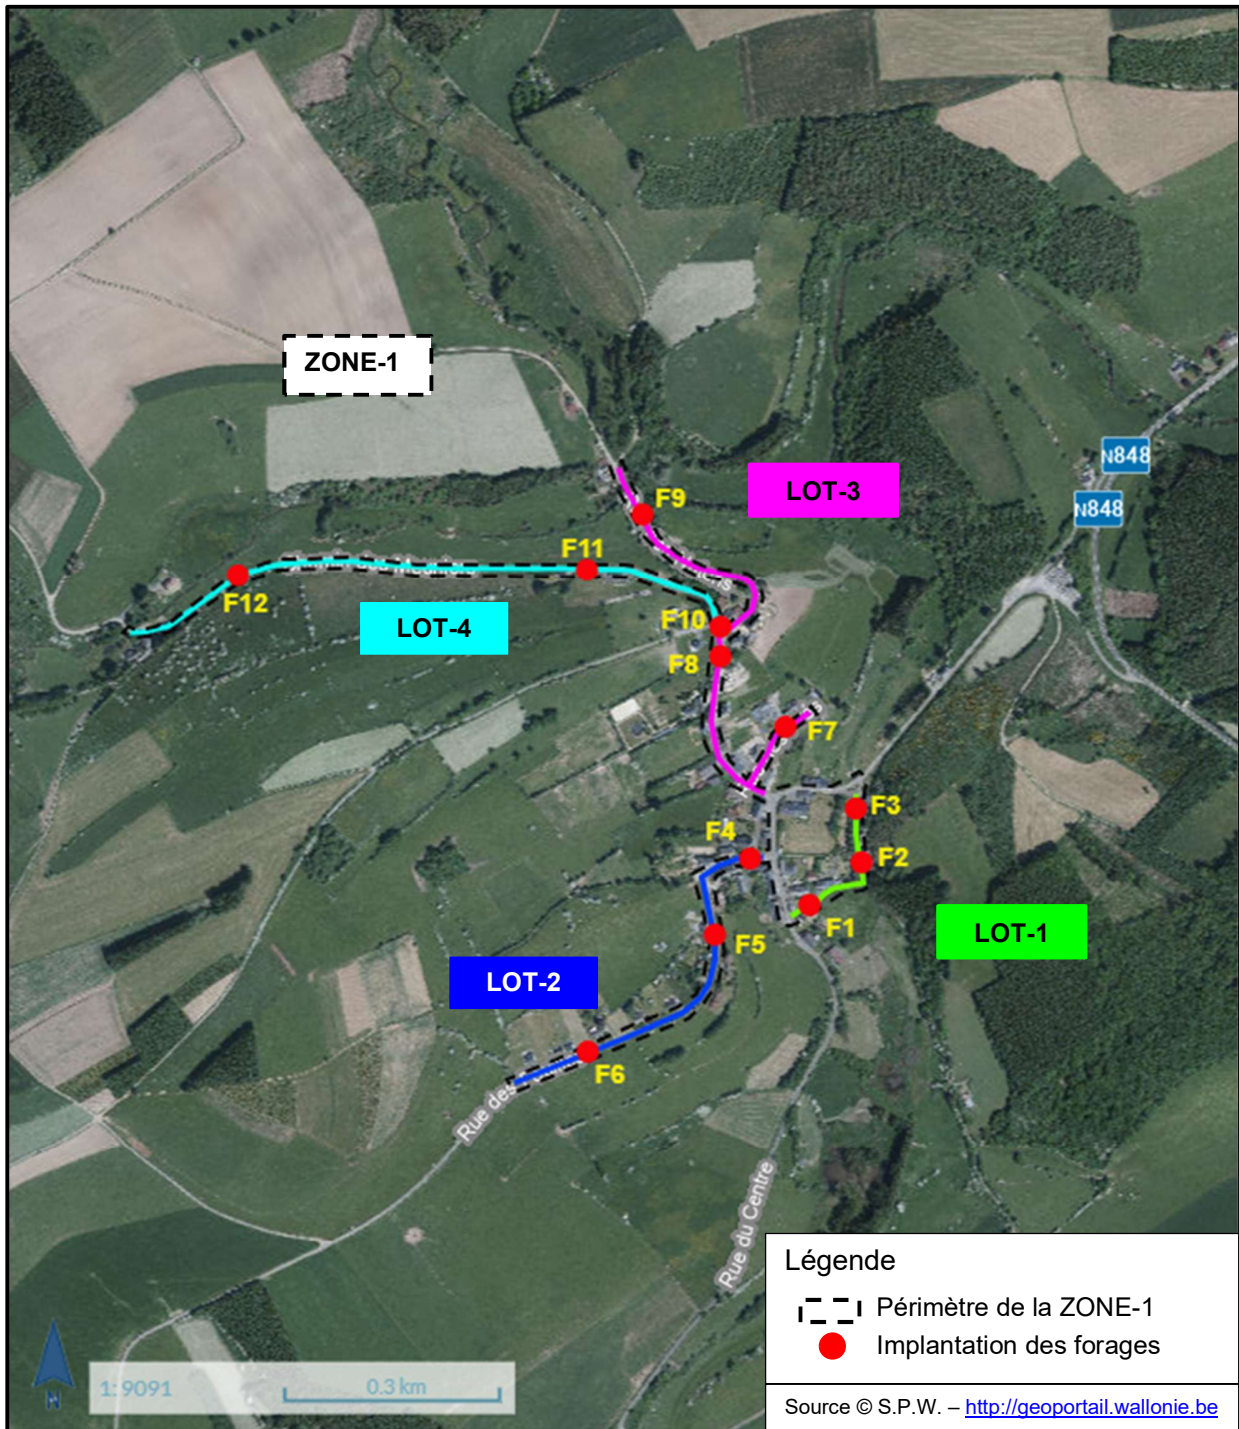 ZONE-1
N848
LOT-3
N848
F9
F11
F12
LOT-4
F10
F8
F7
F3
F4
F2
F1
LOT-1
F5
LOT-2
F6
Rue des
Rue du Centre
Légende
Périmètre de la ZONE-1
Implantation des forages
1:9091
0.3 km
N
Source © S.P.W. – http://geoportail.wallonie.be